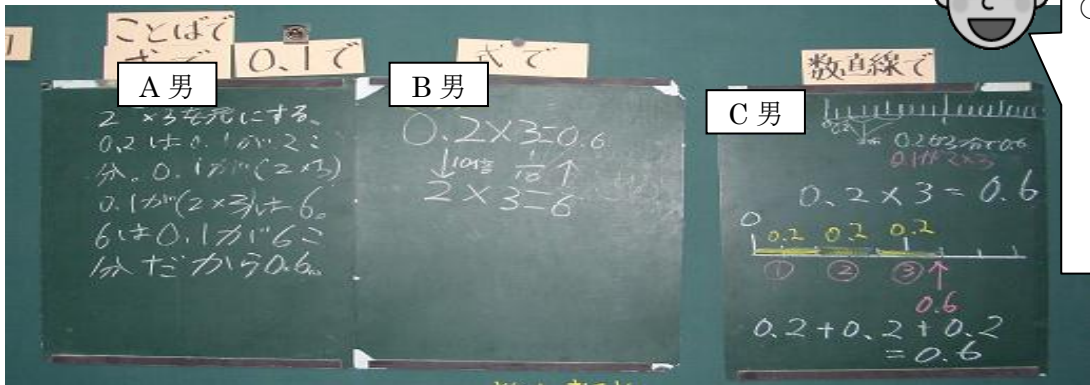 ことばで
0.1で
式で
数直線で
A男
2×3を元にする。
0.2は0.1が2こ
分。0.1が(2×3)
0.1が(2×3)は6。
6は0.1が6こ
分だから0.6。
B男
0.2×3=0.6
↓10倍 1/10↑
2×3=6
C男
0.2
0.2が3つ分で0.6
0.1が2×3
0.2×3=0.6
0
0.2 0.2 0.2
① ② ③
0.6
0.2+0.2+0.2
=0.6